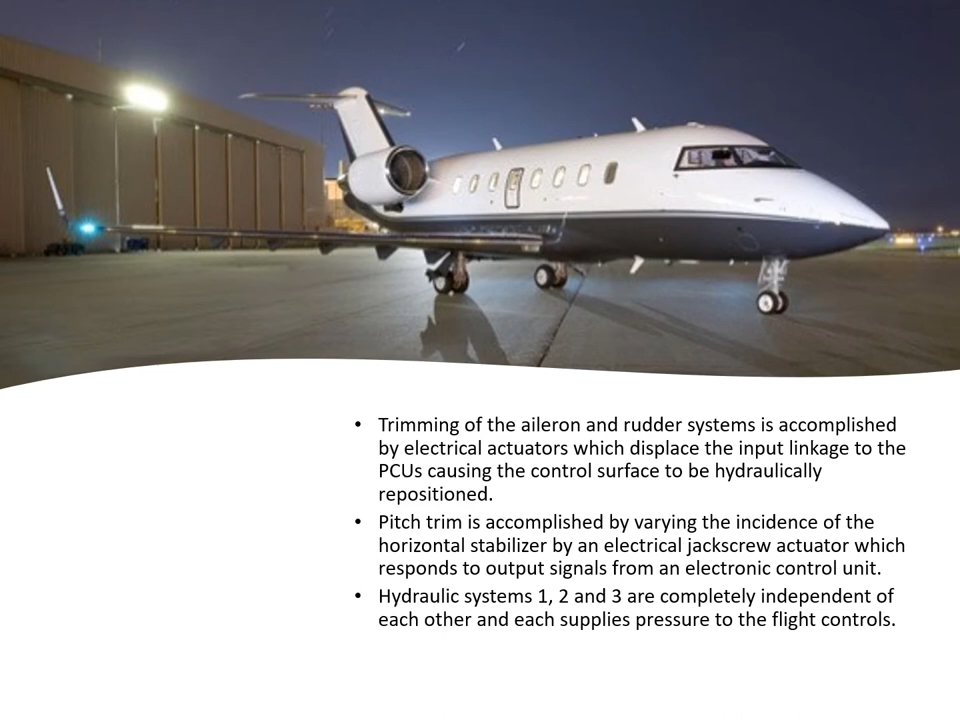 • Trimming of the aileron and rudder systems is accomplished
by electrical actuators which displace the input linkage to the
PCUs causing the control surface to be hydraulically
repositioned.
• Pitch trim is accomplished by varying the incidence of the
horizontal stabilizer by an electrical jackscrew actuator which
responds to output signals from an electronic control unit.
• Hydraulic systems 1, 2 and 3 are completely independent of
each other and each supplies pressure to the flight controls.